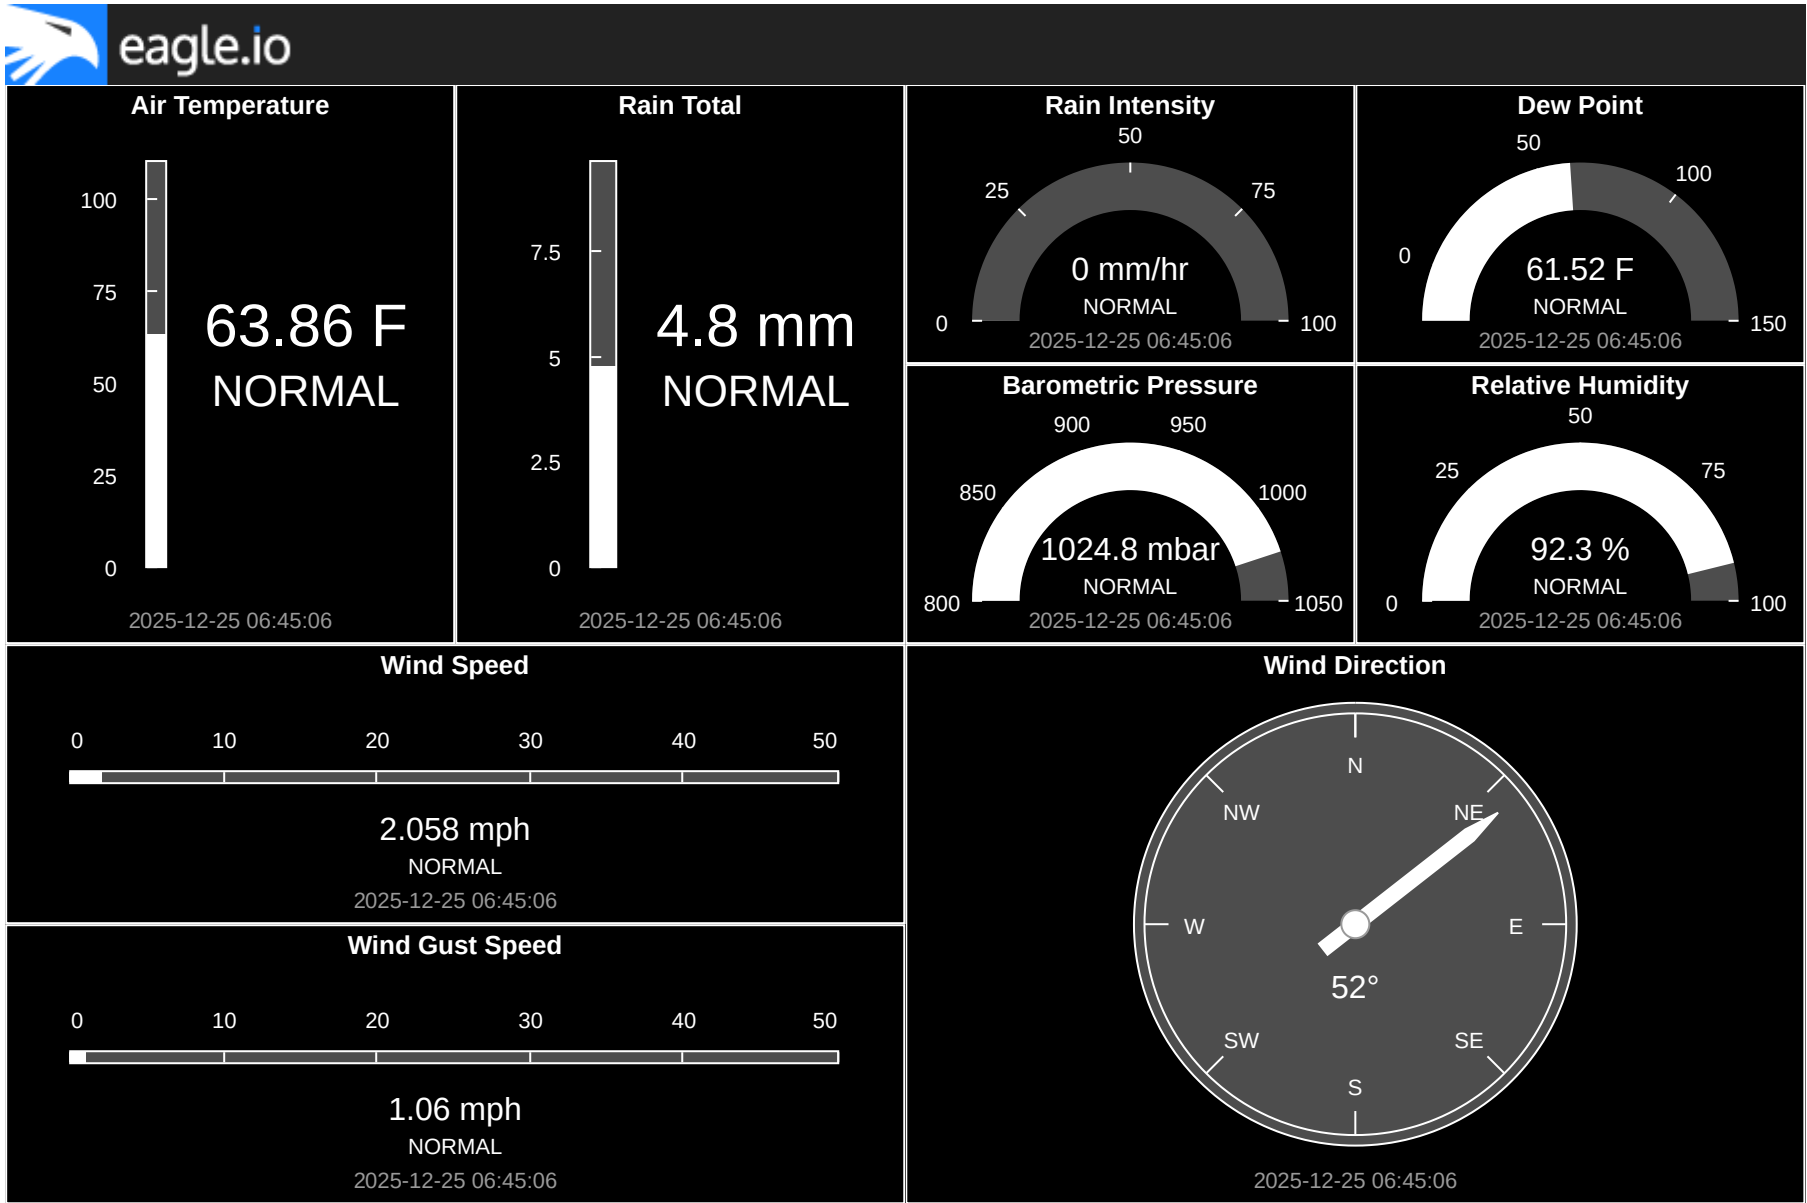 eagle.io
Air Temperature
100
75
50
25
0
63.86 F
NORMAL
2025-12-25 06:45:06
Rain Total
7.5
5
2.5
0
4.8 mm
NORMAL
2025-12-25 06:45:06
Rain Intensity
50
25 75
0 100
0 mm/hr
NORMAL
2025-12-25 06:45:06
Dew Point
50
100
0
150
61.52 F
NORMAL
2025-12-25 06:45:06
Barometric Pressure
900 950
850 1000
800 1050
1024.8 mbar
NORMAL
2025-12-25 06:45:06
Relative Humidity
50
25 75
0 100
92.3 %
NORMAL
2025-12-25 06:45:06
Wind Speed
0 10 20 30 40 50
2.058 mph
NORMAL
2025-12-25 06:45:06
Wind Gust Speed
0 10 20 30 40 50
1.06 mph
NORMAL
2025-12-25 06:45:06
Wind Direction
N
NW NE
W E
52°
SW SE
S
2025-12-25 06:45:06